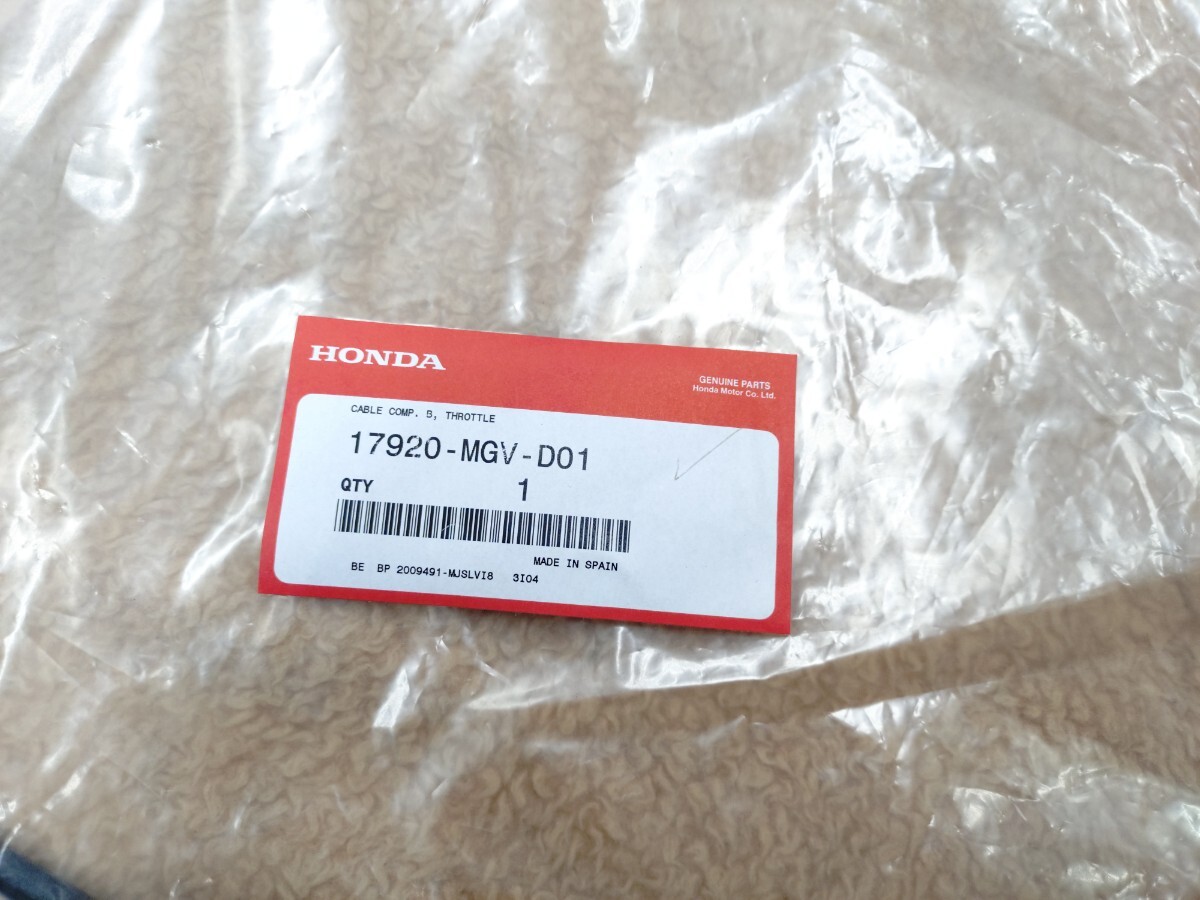 HONDA
GENUINE PARTS
Honda Motor Co. Ltd.
CABLE COMP. B, THROTTLE
17920-MGV-D01
QTY 1
MADE IN SPAIN
BE BP 2009491-MJSLVI8 3I04